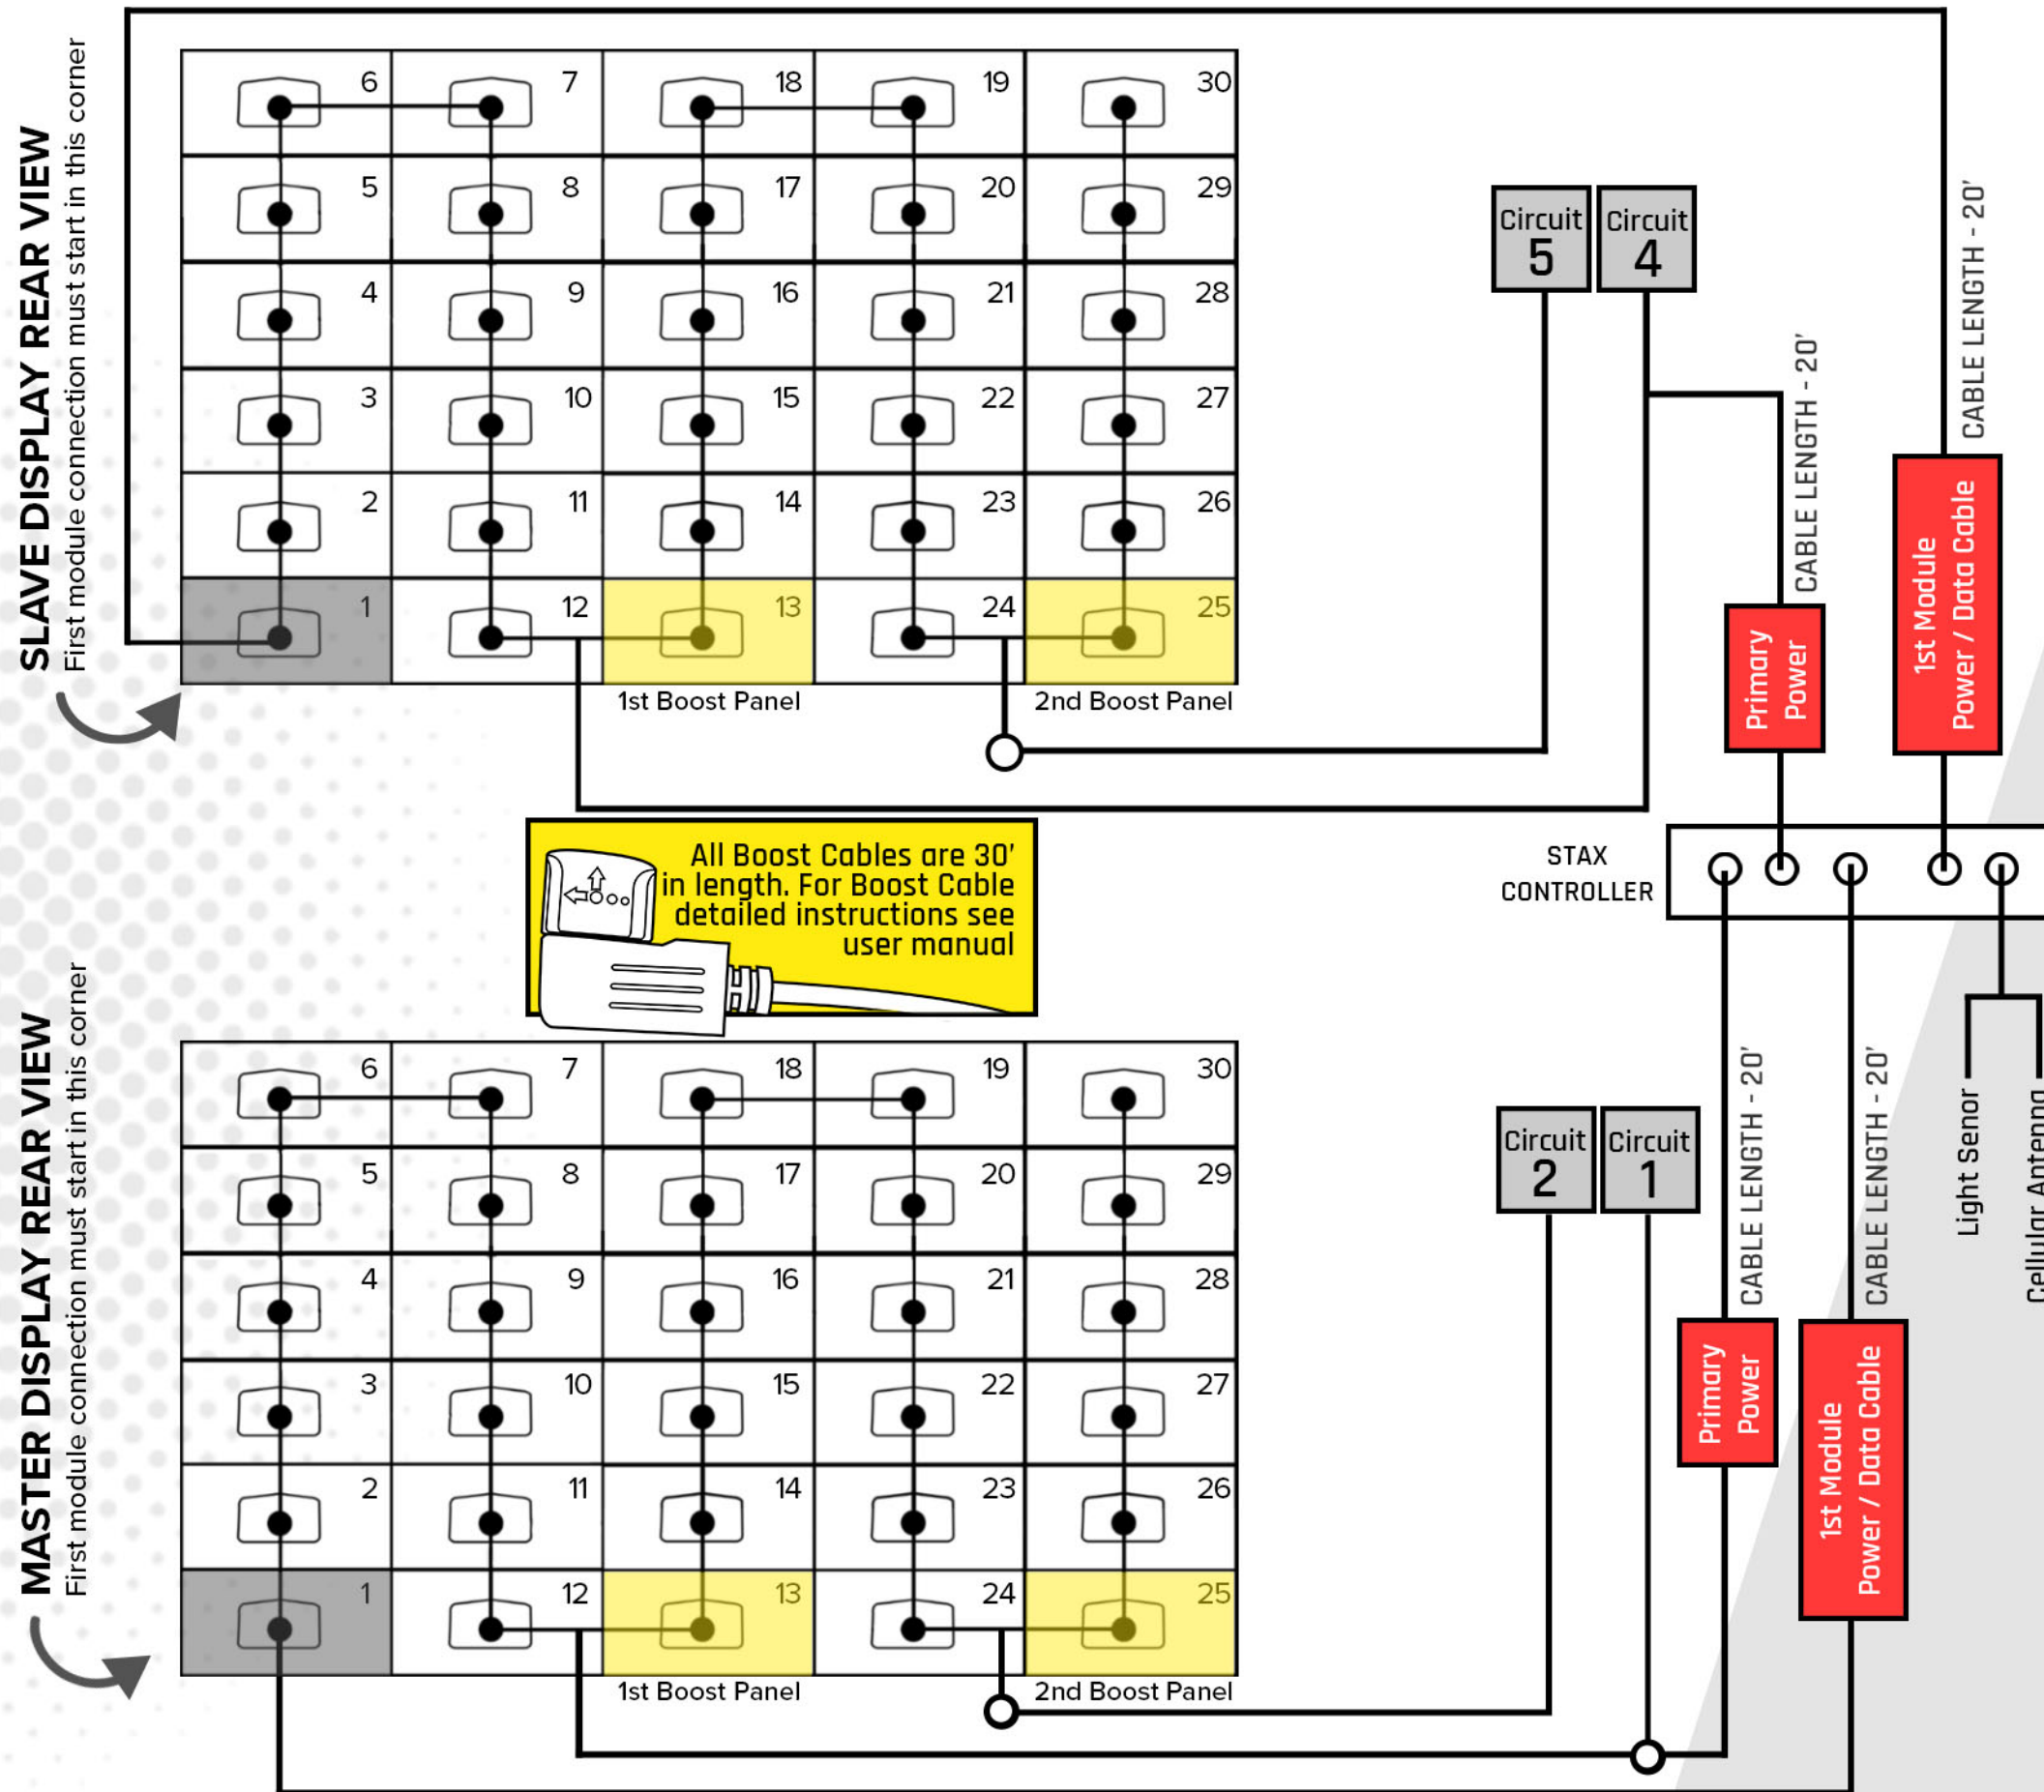 SLAVE DISPLAY REAR VIEW
First module connection must start in this corner
6 7 18 19 30
5 8 17 20 29
4 9 16 21 28
3 10 15 22 27
2 11 14 23 26
1 12 13 24 25
1st Boost Panel
2nd Boost Panel
Circuit
5
Circuit
4
CABLE LENGTH - 20'
CABLE LENGTH - 20'
Primary
Power
1st Module
Power / Data Cable
STAX
CONTROLLER
All Boost Cables are 30'
in length. For Boost Cable
detailed instructions see
user manual
MASTER DISPLAY REAR VIEW
First module connection must start in this corner
6 7 18 19 30
5 8 17 20 29
4 9 16 21 28
3 10 15 22 27
2 11 14 23 26
1 12 13 24 25
1st Boost Panel
2nd Boost Panel
Circuit
2
Circuit
1
CABLE LENGTH - 20'
CABLE LENGTH - 20'
Primary
Power
1st Module
Power / Data Cable
Light Senor
Cellular Antenna